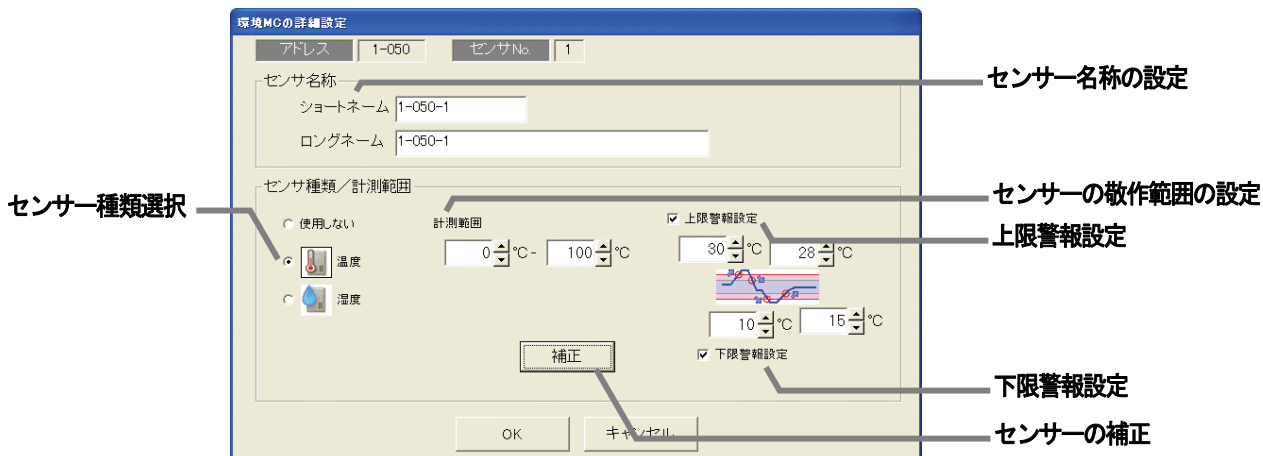 環境MCの詳細設定
アドレス 1-050 センサNo. 1
センサ名称
センサー名称の設定
ショートネーム 1-050-1
ロングネーム 1-050-1
センサ種類／計測範囲
センサーの敬作範囲の設定
センサー種類選択
使用しない 計測範囲 上限警報設定
上限警報設定
温度 0 ℃ - 100 ℃ 30 ℃ 28 ℃
湿度
10 ℃ 15 ℃
補正 下限警報設定
下限警報設定
OK キャンセル
センサーの補正